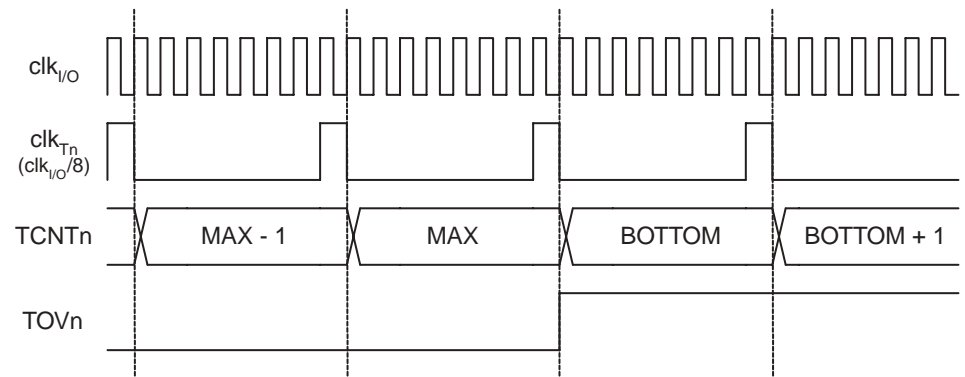 clkI/O
clkTn
(clkI/O/8)
TCNTn MAX - 1 MAX BOTTOM BOTTOM + 1
TOVn